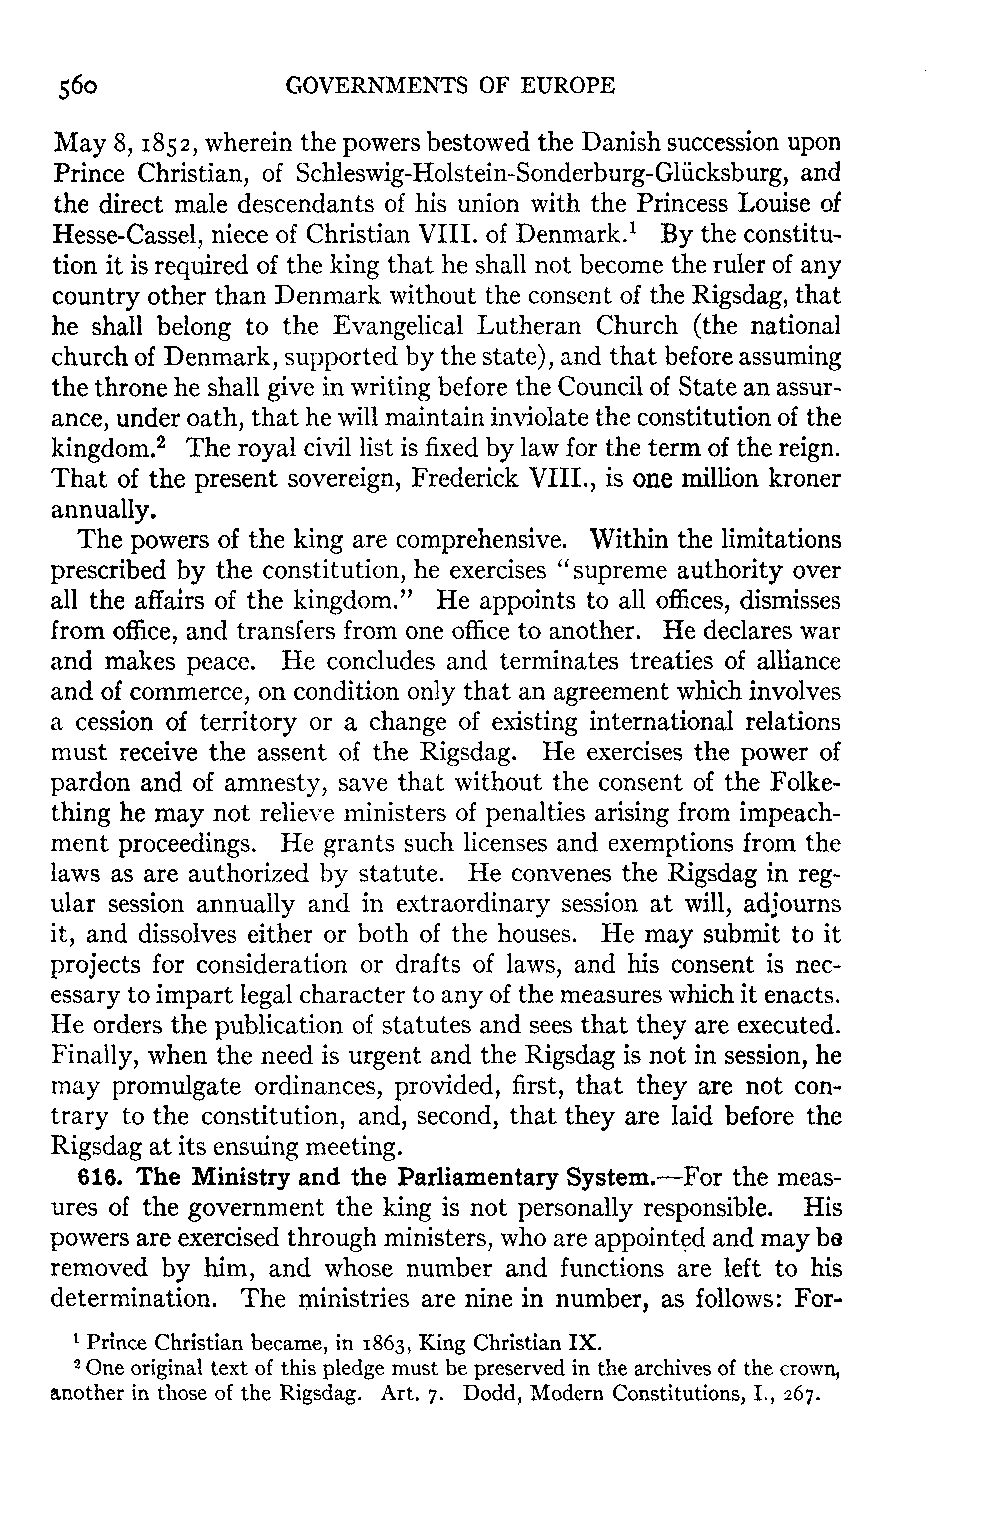 560 GOVERNMENTS OF EUROPE
May 8, 1852, wherein the powers bestowed the Danish succession upon
Prince Christian, of Schleswig-Holstein-Sonderburg-Glücksburg, and
the direct male descendants of his union with the Princess Louise of
Hesse-Cassel, niece of Christian VIII. of Denmark.¹ By the constitu-
tion it is required of the king that he shall not become the ruler of any
country other than Denmark without the consent of the Rigsdag, that
he shall belong to the Evangelical Lutheran Church (the national
church of Denmark, supported by the state), and that before assuming
the throne he shall give in writing before the Council of State an assur-
ance, under oath, that he will maintain inviolate the constitution of the
kingdom.² The royal civil list is fixed by law for the term of the reign.
That of the present sovereign, Frederick VIII., is one million kroner
annually.
The powers of the king are comprehensive. Within the limitations
prescribed by the constitution, he exercises "supreme authority over
all the affairs of the kingdom." He appoints to all offices, dismisses
from office, and transfers from one office to another. He declares war
and makes peace. He concludes and terminates treaties of alliance
and of commerce, on condition only that an agreement which involves
a cession of territory or a change of existing international relations
must receive the assent of the Rigsdag. He exercises the power of
pardon and of amnesty, save that without the consent of the Folke-
thing he may not relieve ministers of penalties arising from impeach-
ment proceedings. He grants such licenses and exemptions from the
laws as are authorized by statute. He convenes the Rigsdag in reg-
ular session annually and in extraordinary session at will, adjourns
it, and dissolves either or both of the houses. He may submit to it
projects for consideration or drafts of laws, and his consent is nec-
essary to impart legal character to any of the measures which it enacts.
He orders the publication of statutes and sees that they are executed.
Finally, when the need is urgent and the Rigsdag is not in session, he
may promulgate ordinances, provided, first, that they are not con-
trary to the constitution, and, second, that they are laid before the
Rigsdag at its ensuing meeting.
616. The Ministry and the Parliamentary System.—For the meas-
ures of the government the king is not personally responsible. His
powers are exercised through ministers, who are appointed and may be
removed by him, and whose number and functions are left to his
determination. The ministries are nine in number, as follows: For-
¹ Prince Christian became, in 1863, King Christian IX.
² One original text of this pledge must be preserved in the archives of the crown,
another in those of the Rigsdag. Art. 7. Dodd, Modern Constitutions, I., 267.